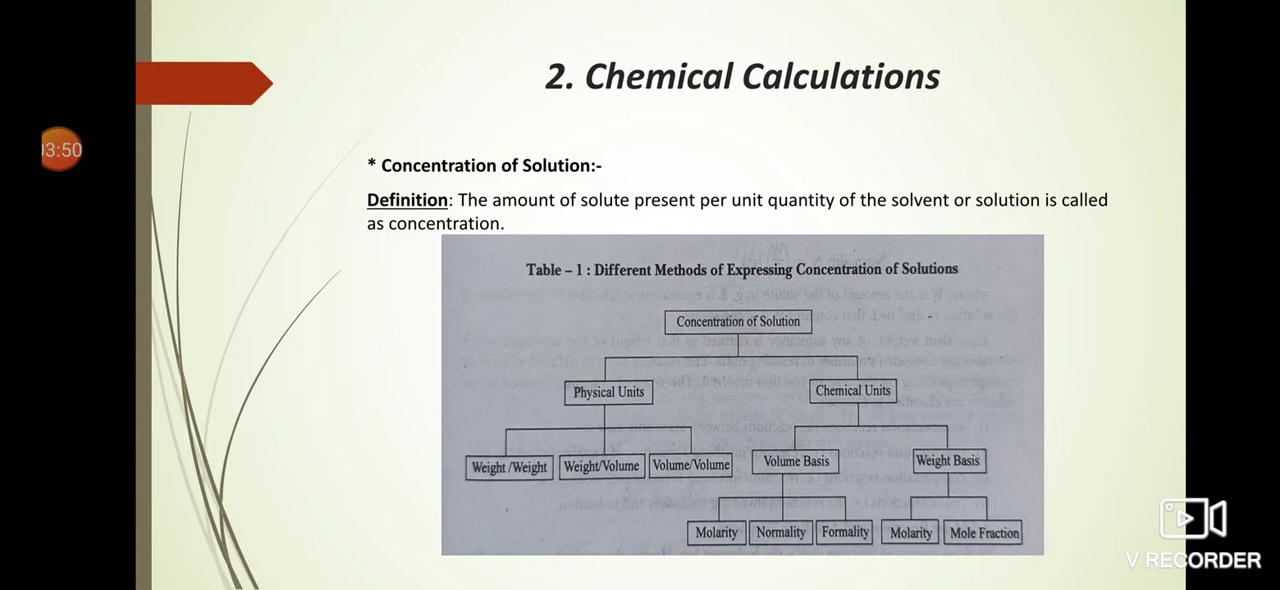 2. Chemical Calculations
03:50
* Concentration of Solution:-
Definition: The amount of solute present per unit quantity of the solvent or solution is called
as concentration.
Table – 1 : Different Methods of Expressing Concentration of Solutions
Concentration of Solution
Physical Units
Chemical Units
Weight /Weight
Weight/Volume
Volume/Volume
Volume Basis
Weight Basis
Molarity
Normality
Formality
Molarity
Mole Fraction
V RECORDER